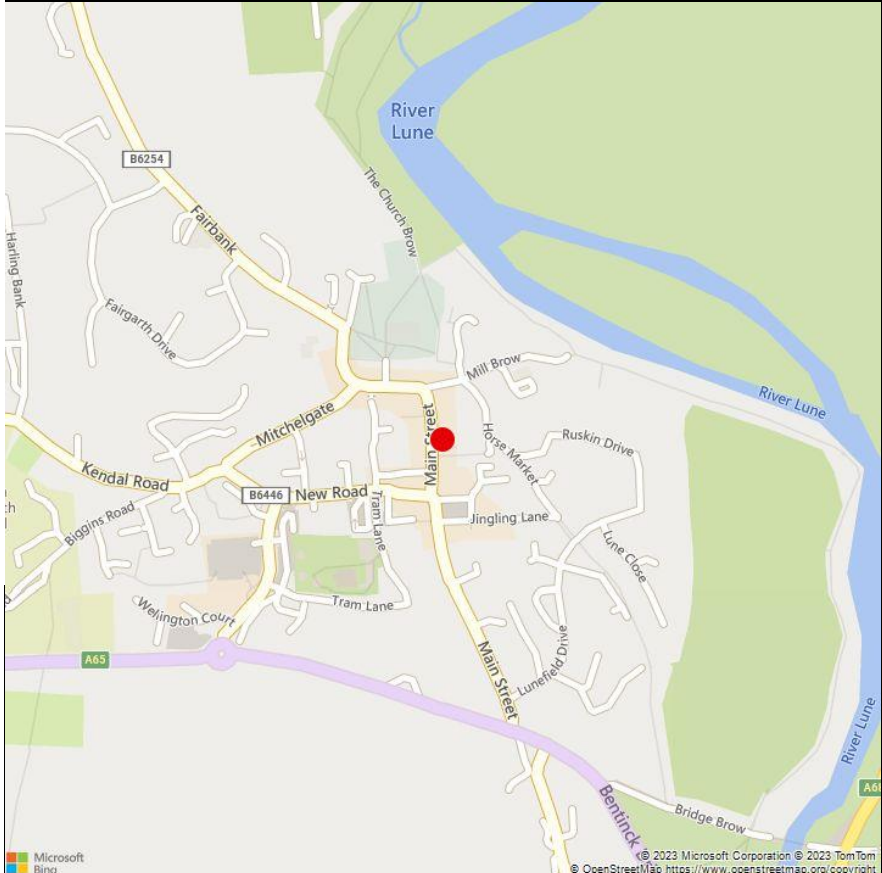 River
Lune
B6254
The Church Brow
Fairbank
Harling Bank
Fairgarth Drive
Mill Brow
River Lune
Mitchelgate
Main Street
Horse Market
Ruskin Drive
Kendal Road
B6446
New Road
Tram Lane
Jingling Lane
Biggins Road
Lune Close
Tram Lane
Wellington Court
A65
Main Street
Lunefield Drive
River Lune
Bentinck
Bridge Brow
Microsoft
Bing
© 2023 Microsoft Corporation © 2023 TomTom
© OpenStreetMap https://www.openstreetmap.org/copyright